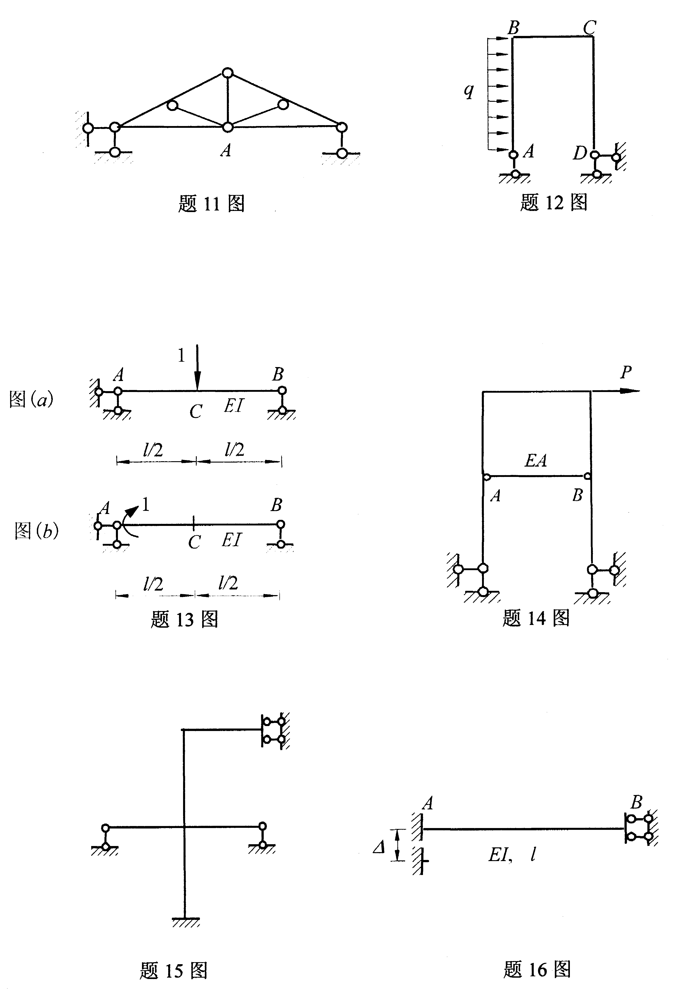 B C
q
A
A D
题 11 图
题 12 图
1
A B
图(a)
C EI
l/2 l/2
A 1 B
图(b)
C EI
l/2 l/2
题 13 图
P
EA
A B
题 14 图
题 15 图
A B
Δ
EI, l
题 16 图